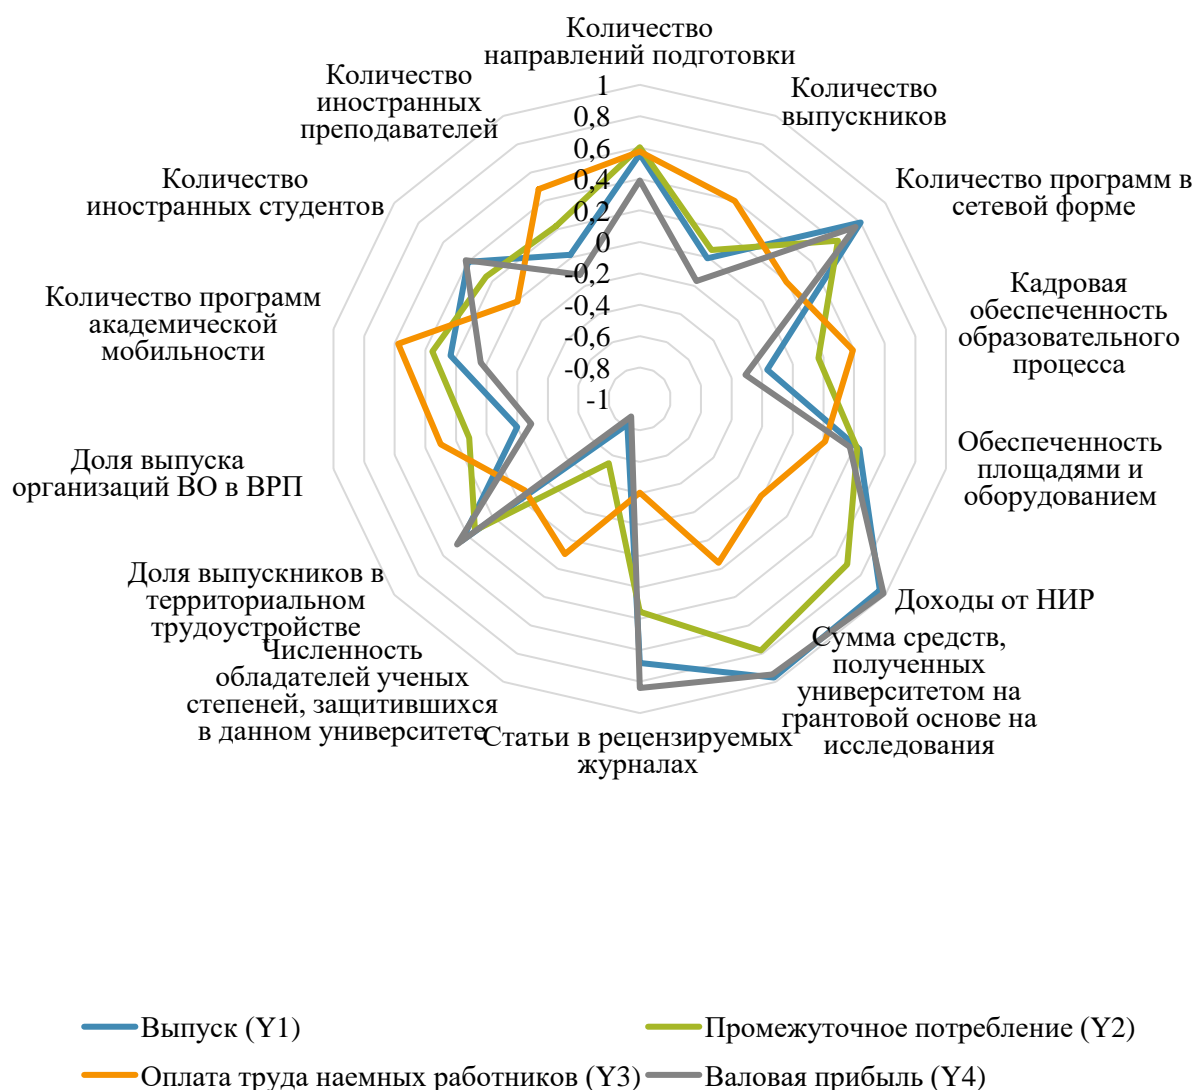 Количество
направлений подготовки
Количество
выпускников
Количество программ в
сетевой форме
Кадровая
обеспеченность
образовательного
процесса
Обеспеченность
площадями и
оборудованием
Доходы от НИР
Сумма средств,
полученных
университетом на
грантовой основе на
исследования
Статьи в рецензируемых
журналах
Численность
обладателей ученых
степеней, защитившихся
в данном университете
Доля выпускников в
территориальном
трудоустройстве
Доля выпуска
организаций ВО в ВРП
Количество программ
академической
мобильности
Количество
иностранных студентов
Количество
иностранных
преподавателей
1
0,8
0,6
0,4
0,2
0
-0,2
-0,4
-0,6
-0,8
-1
Выпуск (Y1)
Промежуточное потребление (Y2)
Оплата труда наемных работников (Y3)
Валовая прибыль (Y4)